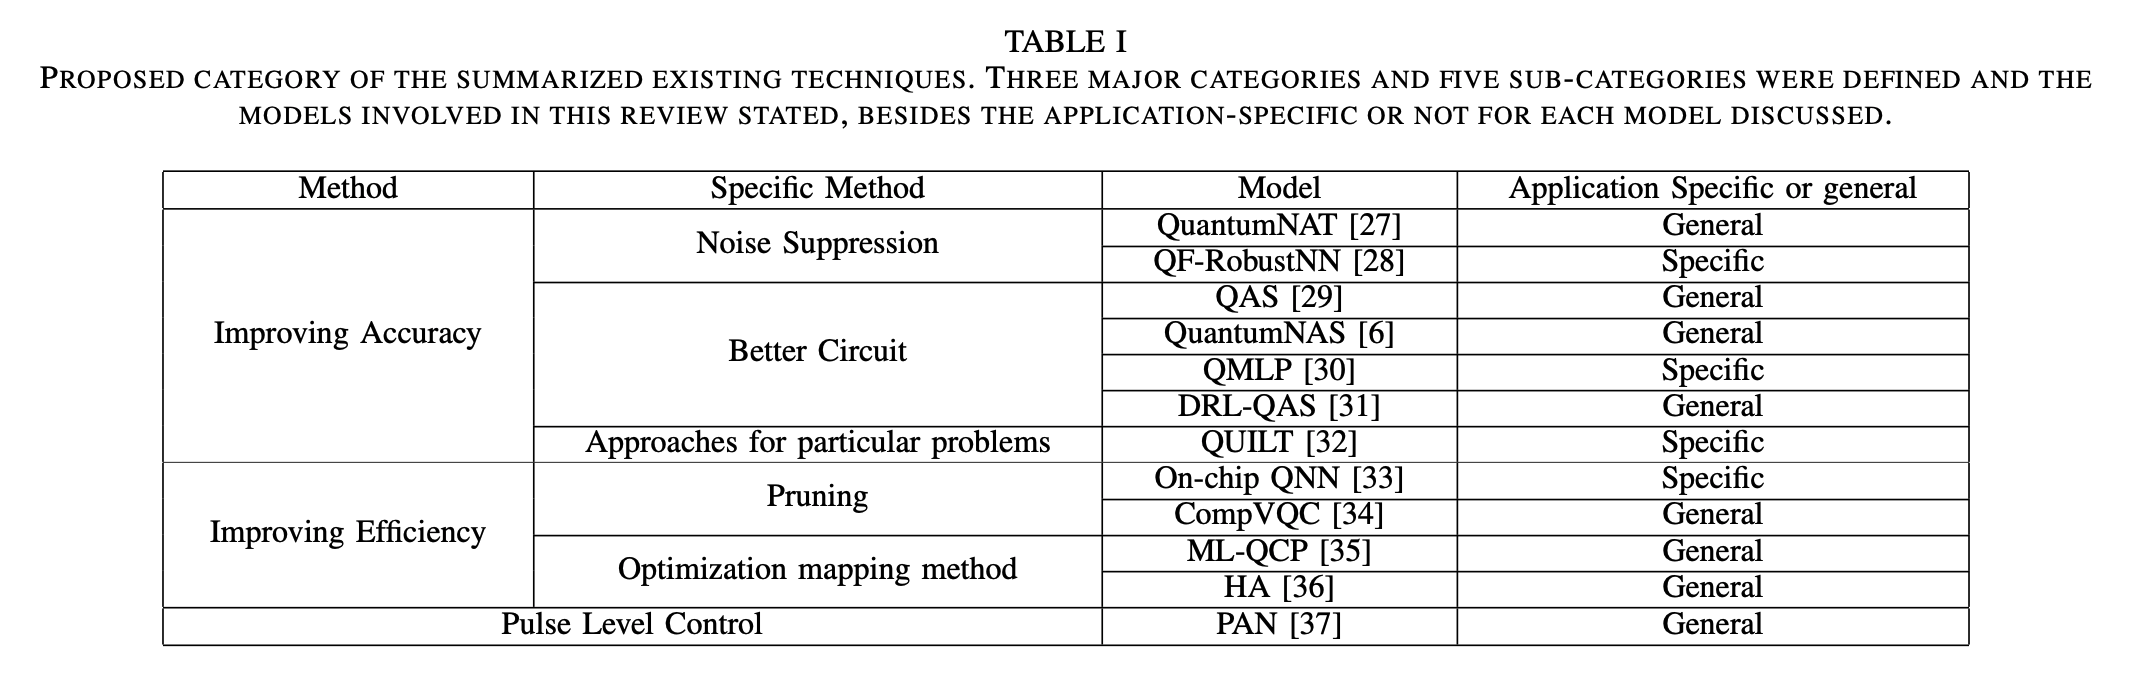 TABLE I
PROPOSED CATEGORY OF THE SUMMARIZED EXISTING TECHNIQUES. THREE MAJOR CATEGORIES AND FIVE SUB-CATEGORIES WERE DEFINED AND THE
MODELS INVOLVED IN THIS REVIEW STATED, BESIDES THE APPLICATION-SPECIFIC OR NOT FOR EACH MODEL DISCUSSED.
Method Specific Method Model Application Specific or general
Improving Accuracy Noise Suppression QuantumNAT [27] General
QF-RobustNN [28] Specific
Better Circuit QAS [29] General
QuantumNAS [6] General
QMLP [30] Specific
DRL-QAS [31] General
Approaches for particular problems QUILT [32] Specific
Improving Efficiency Pruning On-chip QNN [33] Specific
CompVQC [34] General
Optimization mapping method ML-QCP [35] General
HA [36] General
Pulse Level Control PAN [37] General